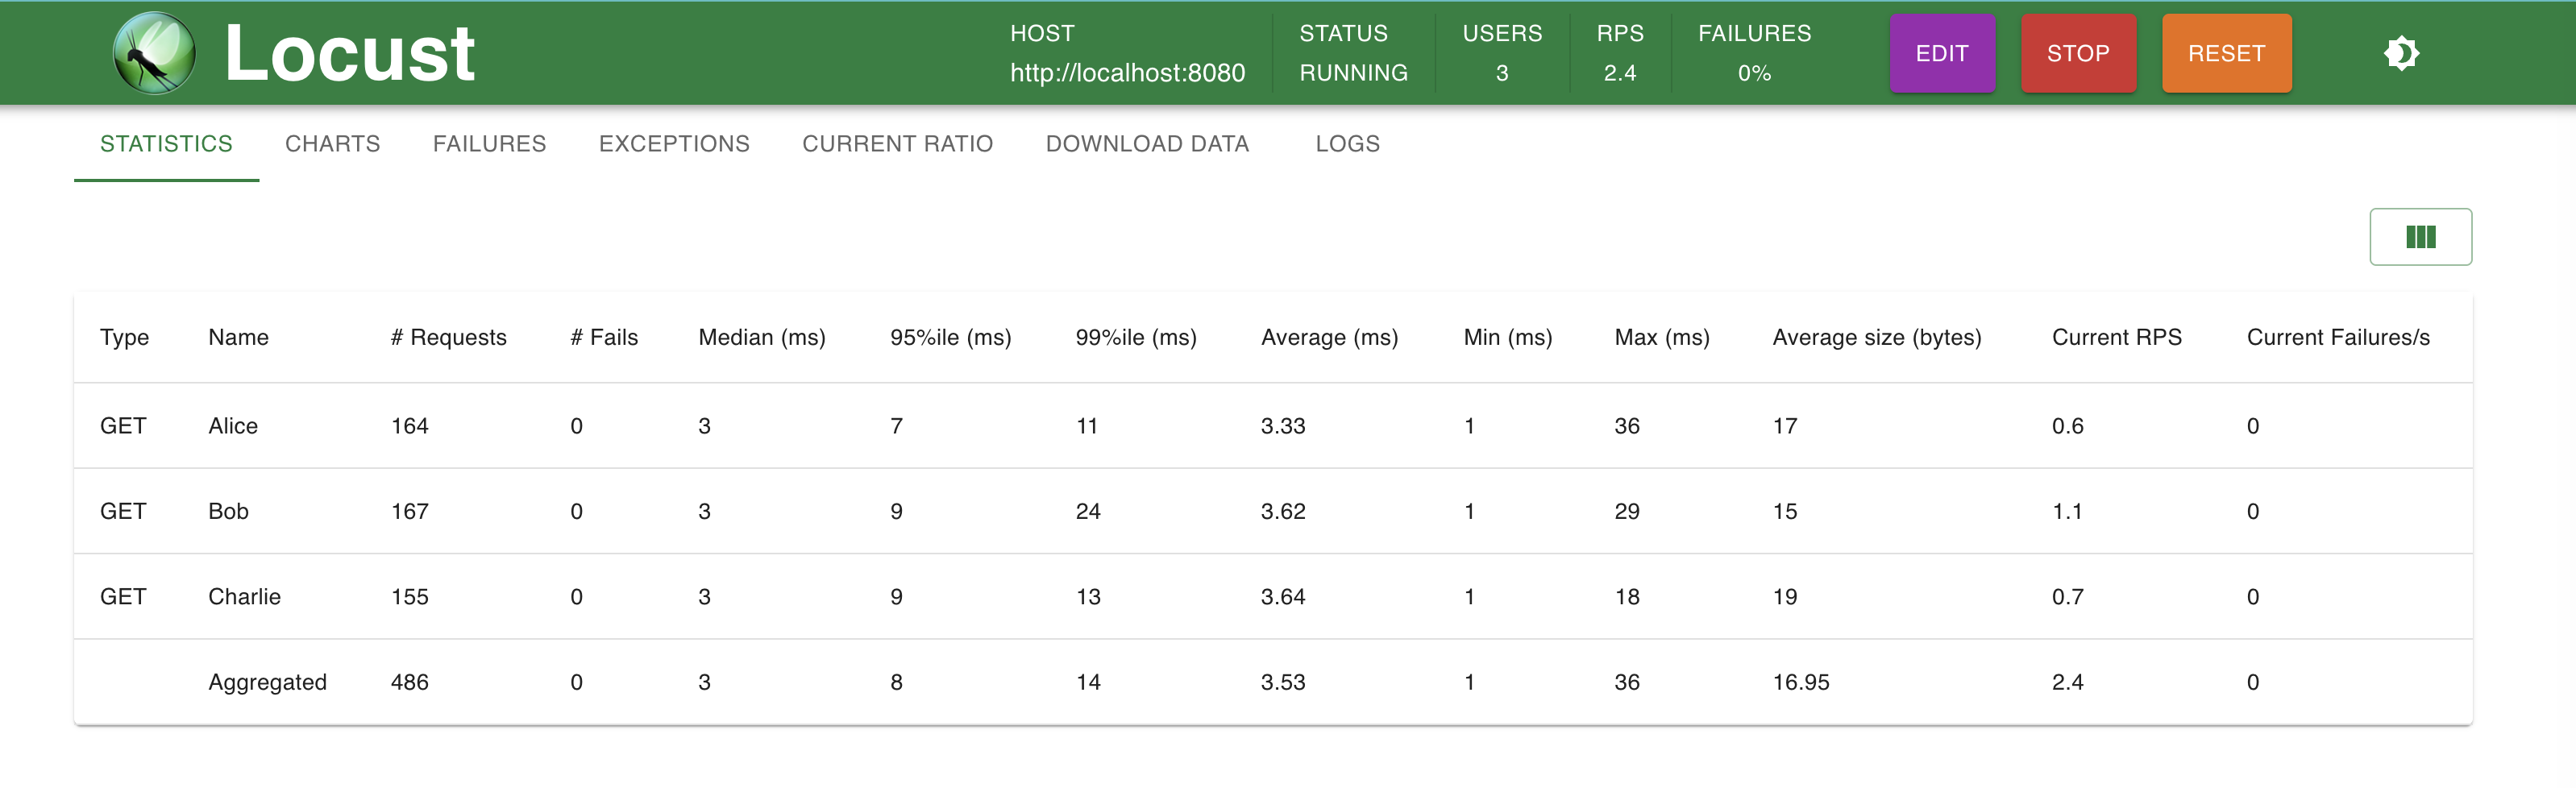 Locust
HOST
http://localhost:8080
STATUS
RUNNING
USERS
3
RPS
2.4
FAILURES
0%
EDIT
STOP
RESET
STATISTICS CHARTS FAILURES EXCEPTIONS CURRENT RATIO DOWNLOAD DATA LOGS
Type Name # Requests # Fails Median (ms) 95%ile (ms) 99%ile (ms) Average (ms) Min (ms) Max (ms) Average size (bytes) Current RPS Current Failures/s
GET Alice 164 0 3 7 11 3.33 1 36 17 0.6 0
GET Bob 167 0 3 9 24 3.62 1 29 15 1.1 0
GET Charlie 155 0 3 9 13 3.64 1 18 19 0.7 0
Aggregated 486 0 3 8 14 3.53 1 36 16.95 2.4 0